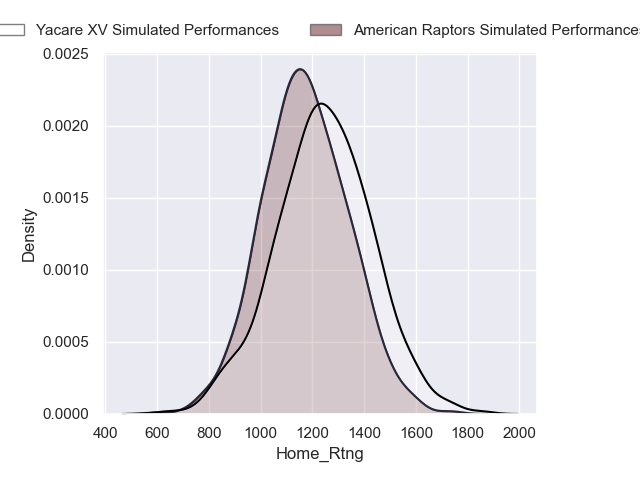 Yacare XV Simulated Performances
American Raptors Simulated Performances
0.0025
0.0020
0.0015
0.0010
0.0005
0.0000
Density
400 600 800 1000 1200 1400 1600 1800 2000
Home_Rtng